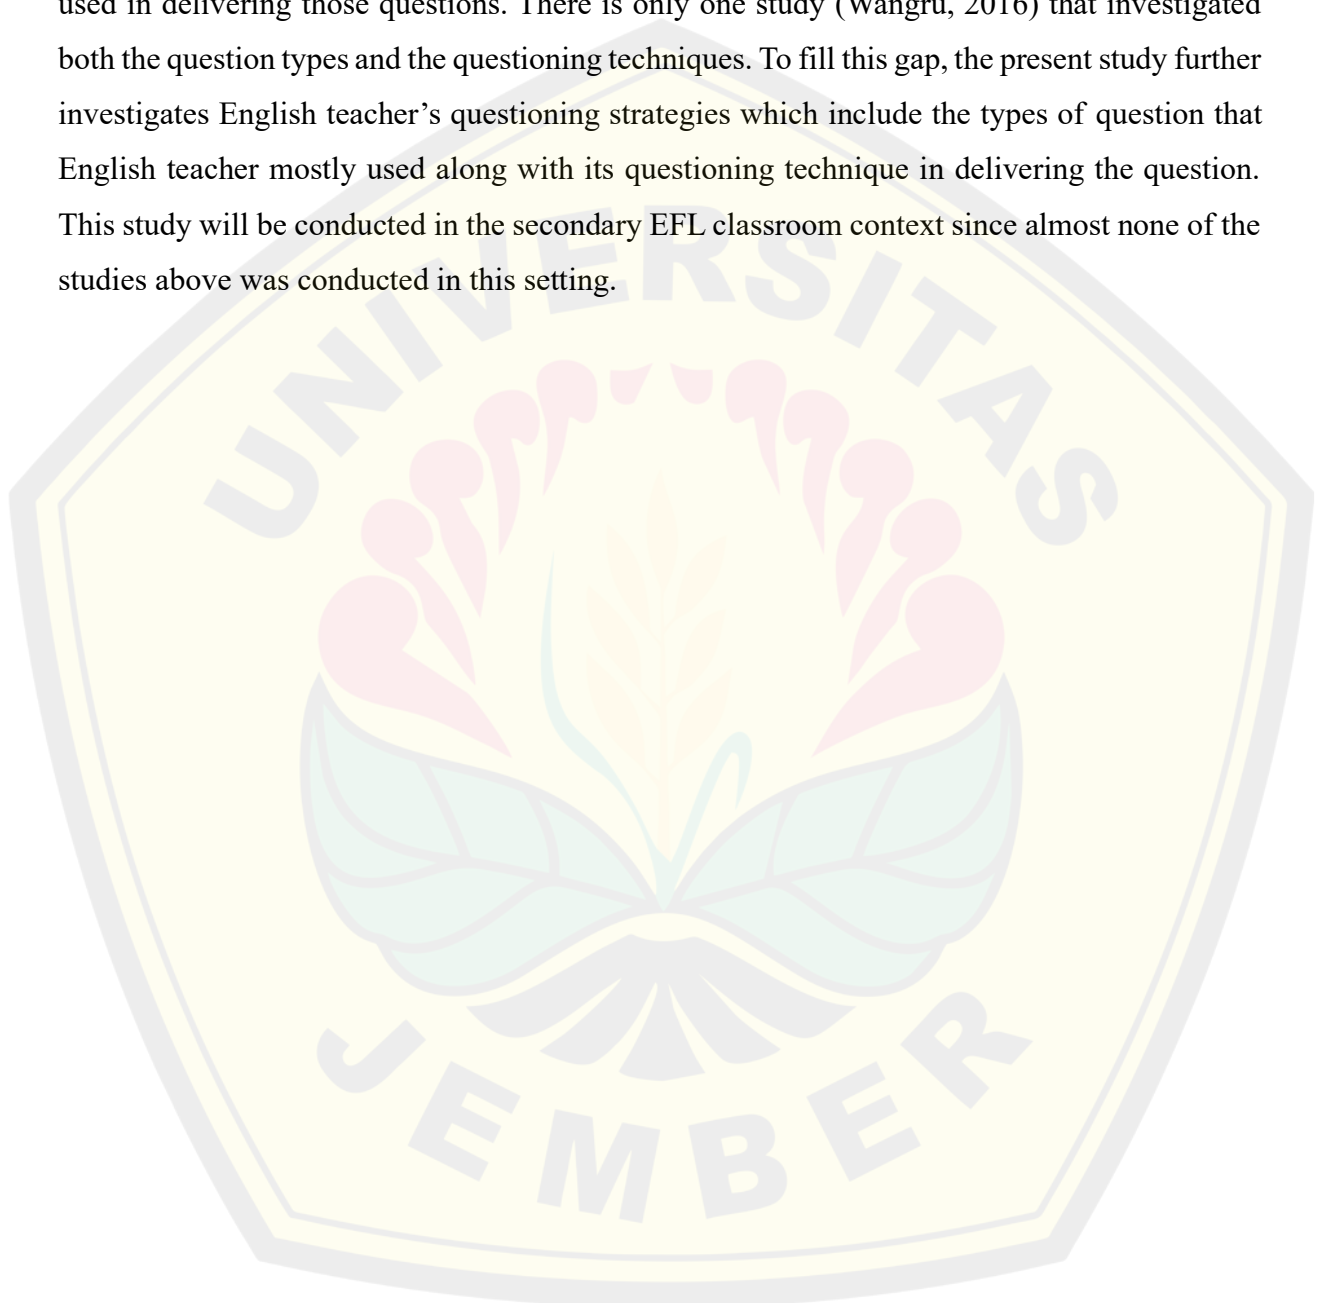 used in delivering those questions. There is only one study (Wangru, 2016) that investigated
both the question types and the questioning techniques. To fill this gap, the present study further
investigates English teacher’s questioning strategies which include the types of question that
English teacher mostly used along with its questioning technique in delivering the question.
This study will be conducted in the secondary EFL classroom context since almost none of the
studies above was conducted in this setting.
UNIVERSITAS
JEMBER